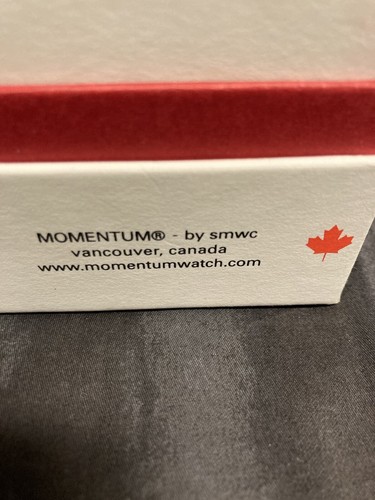 MOMENTUM® - by smwc
vancouver, canada
www.momentumwatch.com